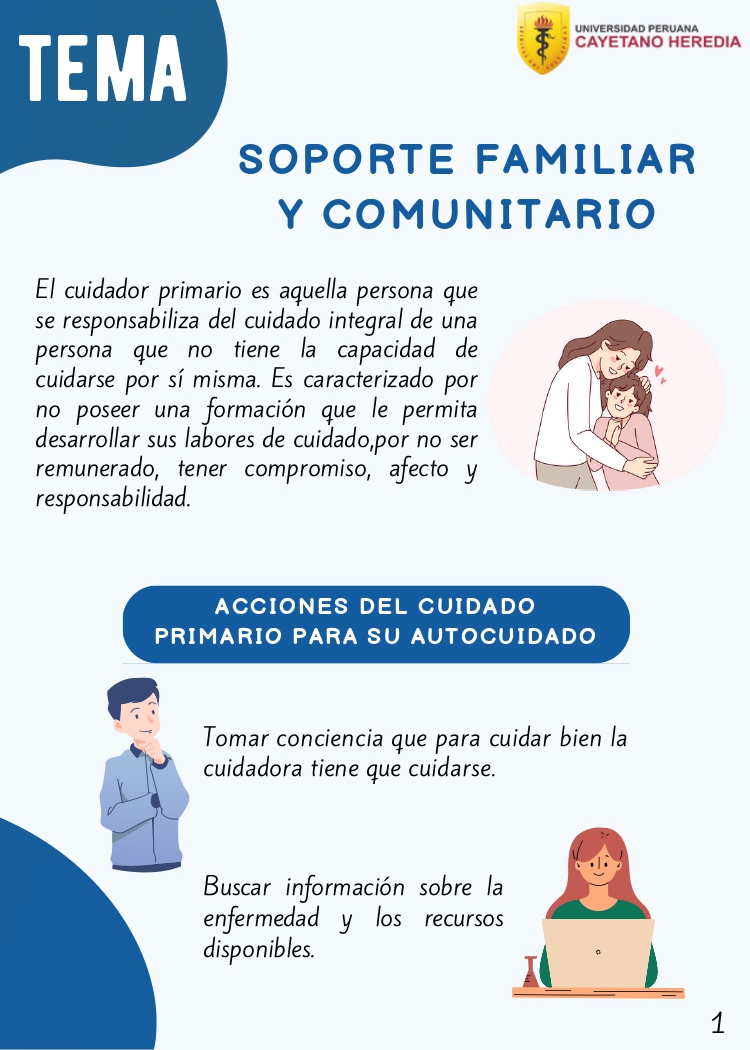 TEMA
UNIVERSIDAD PERUANA
CAYETANO HEREDIA
SOPORTE FAMILIAR
Y COMUNITARIO
El cuidador primario es aquella persona que
se responsabiliza del cuidado integral de una
persona que no tiene la capacidad de
cuidarse por sí misma. Es caracterizado por
no poseer una formación que le permita
desarrollar sus labores de cuidado,por no ser
remunerado, tener compromiso, afecto y
responsabilidad.
ACCIONES DEL CUIDADO
PRIMARIO PARA SU AUTOCUIDADO
Tomar conciencia que para cuidar bien la
cuidadora tiene que cuidarse.
Buscar información sobre la
enfermedad y los recursos
disponibles.
1